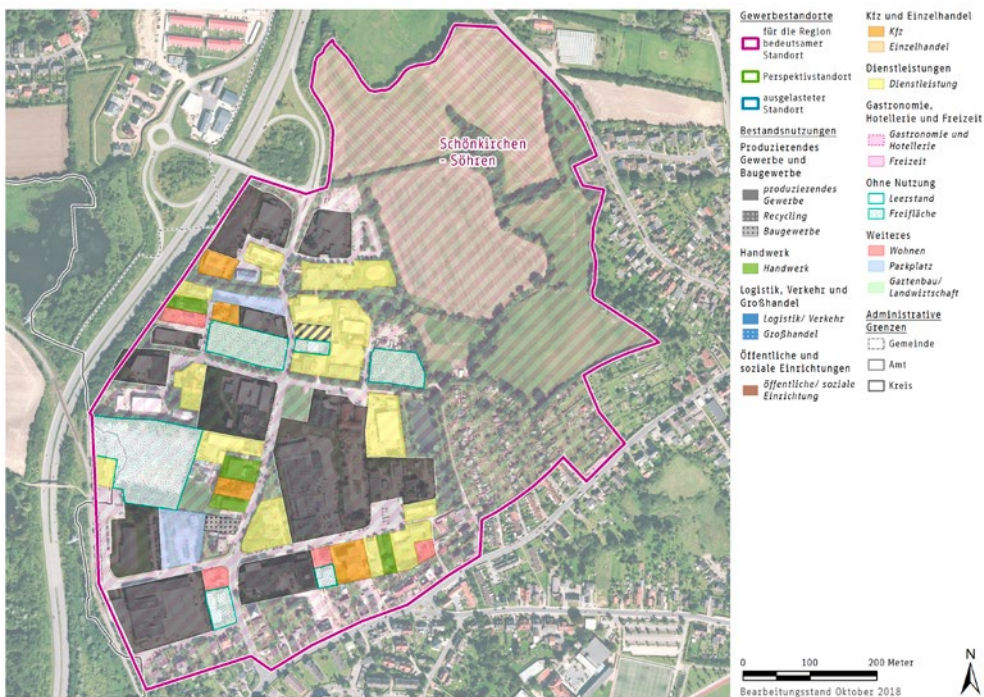 Schönkirchen
- Söhren
Gewerbestandorte
für die Region
bedeutsamer
Standort
Perspektivstandort
ausgelasteter
Standort
Bestandsnutzungen
Produzierendes
Gewerbe und
Baugewerbe
produzierendes
Gewerbe
Recycling
Baugewerbe
Handwerk
Handwerk
Logistik, Verkehr und
Großhandel
Logistik/ Verkehr
Großhandel
Öffentliche und
soziale Einrichtungen
öffentliche/ soziale
Einrichtung
Kfz und Einzelhandel
Kfz
Einzelhandel
Dienstleistungen
Dienstleistung
Gastronomie,
Hotellerie und Freizeit
Gastronomie und
Hotellerie
Freizeit
Ohne Nutzung
Leerstand
Freifläche
Weiteres
Wohnen
Parkplatz
Gartenbau/
Landwirtschaft
Administrative
Grenzen
Gemeinde
Amt
Kreis
0 100 200 Meter
Bearbeitungsstand Oktober 2018
N